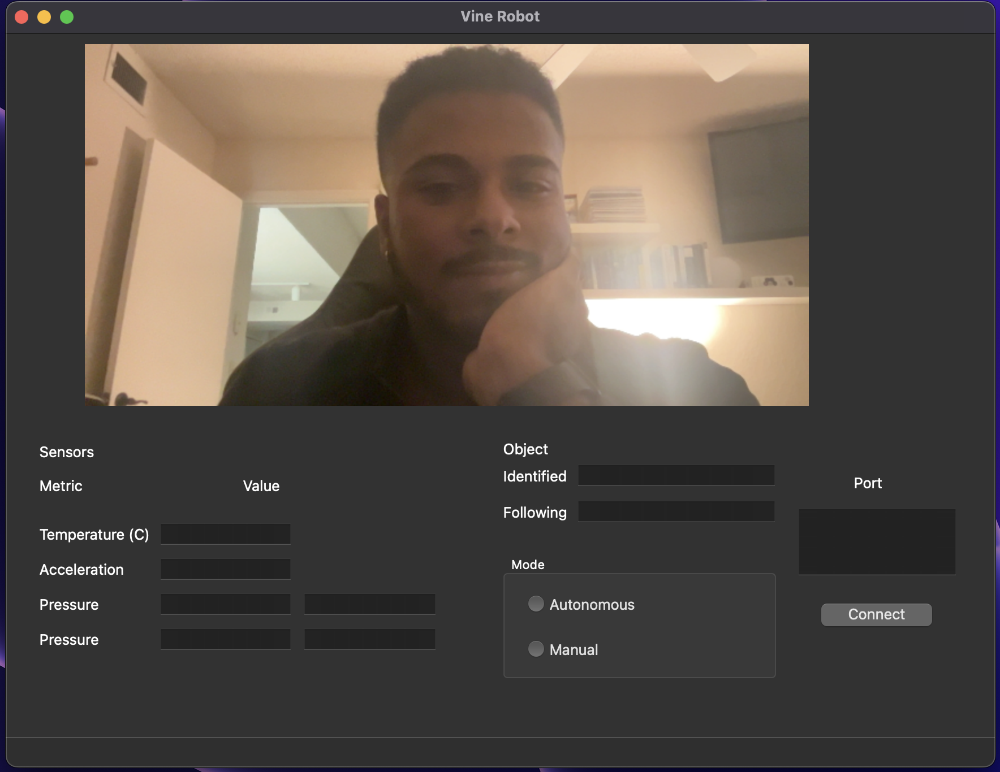 Vine Robot
Sensors
Metric Value
Temperature (C)
Acceleration
Pressure
Pressure
Object
Identified
Following
Mode
Autonomous
Manual
Port
Connect